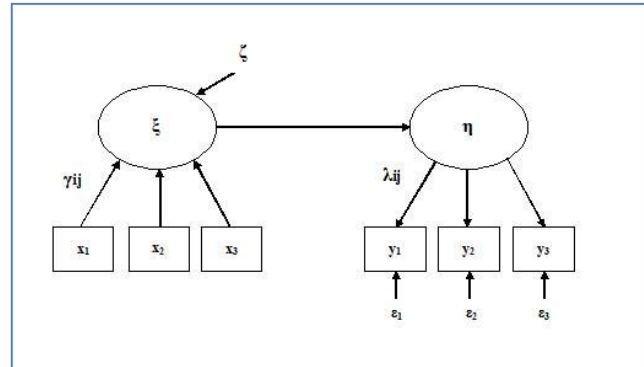 ζ
ξ
η
γij
λij
x₁ x₂ x₃
y₁ y₂ y₃
ε₁ ε₂ ε₃